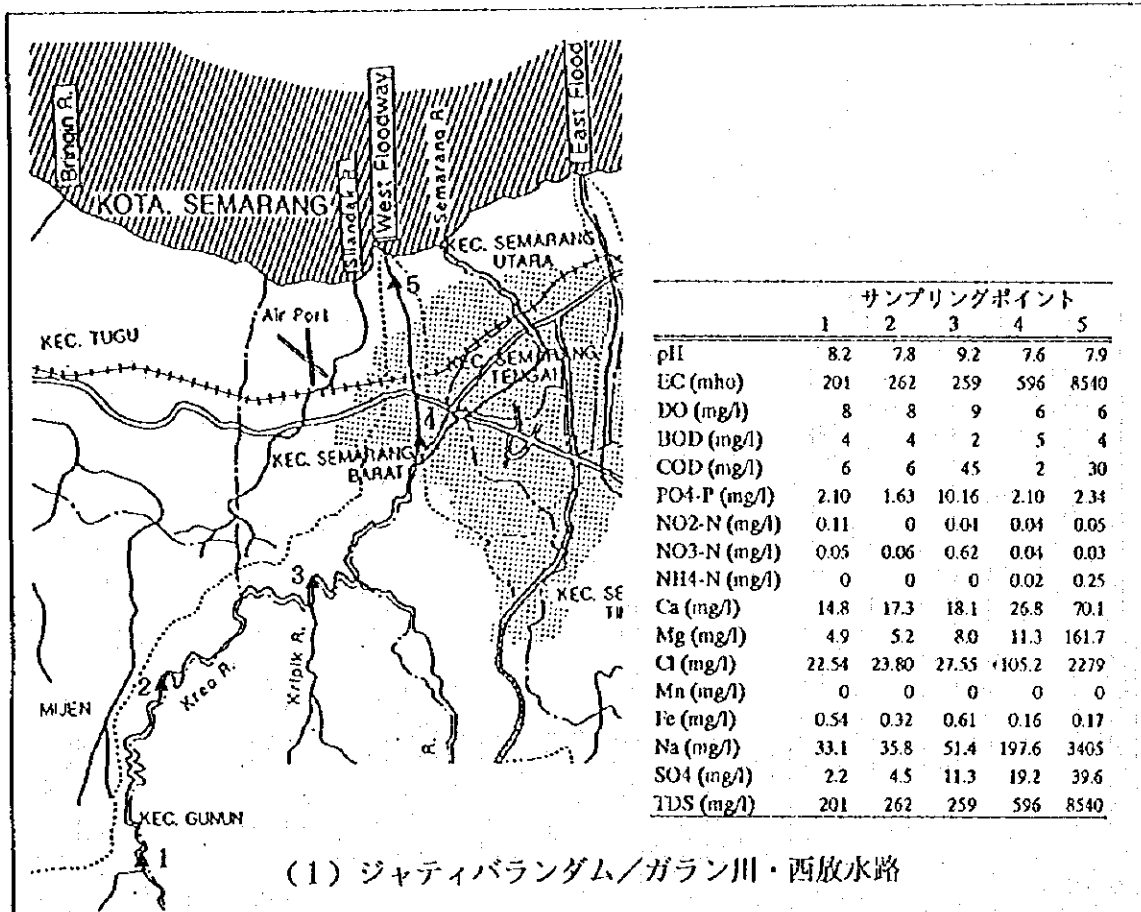 Bringin R.
KOTA. SEMARANG
Silandak R.
West Floodway
Semarang R.
East Flood
KEC. SEMARANG
UTARA
5
Air Port
KEC. TUGU
KEC. SEMARANG
TENGAH
4
KEC. SEMARANG
BARAT
3
KEC. SE
TI
Kripik R.
Kreo R.
2
MIJEN
R.
KEC. GUNUN
1
サンプリングポイント
1 2 3 4 5
pH 8.2 7.8 9.2 7.6 7.9
EC (mho) 201 262 259 596 8540
DO (mg/l) 8 8 9 6 6
BOD (mg/l) 4 4 2 5 4
COD (mg/l) 6 6 45 2 30
PO4-P (mg/l) 2.10 1.63 10.16 2.10 2.34
NO2-N (mg/l) 0.11 0 0.04 0.04 0.05
NO3-N (mg/l) 0.05 0.06 0.62 0.04 0.03
NH4-N (mg/l) 0 0 0 0.02 0.25
Ca (mg/l) 14.8 17.3 18.1 26.8 70.1
Mg (mg/l) 4.9 5.2 8.0 11.3 161.7
Cl (mg/l) 22.54 23.80 27.55 105.2 2279
Mn (mg/l) 0 0 0 0 0
Fe (mg/l) 0.54 0.32 0.61 0.16 0.17
Na (mg/l) 33.1 35.8 51.4 197.6 3405
SO4 (mg/l) 2.2 4.5 11.3 19.2 39.6
TDS (mg/l) 201 262 259 596 8540
(1) ジャティバランダム/ガラン川・西放水路